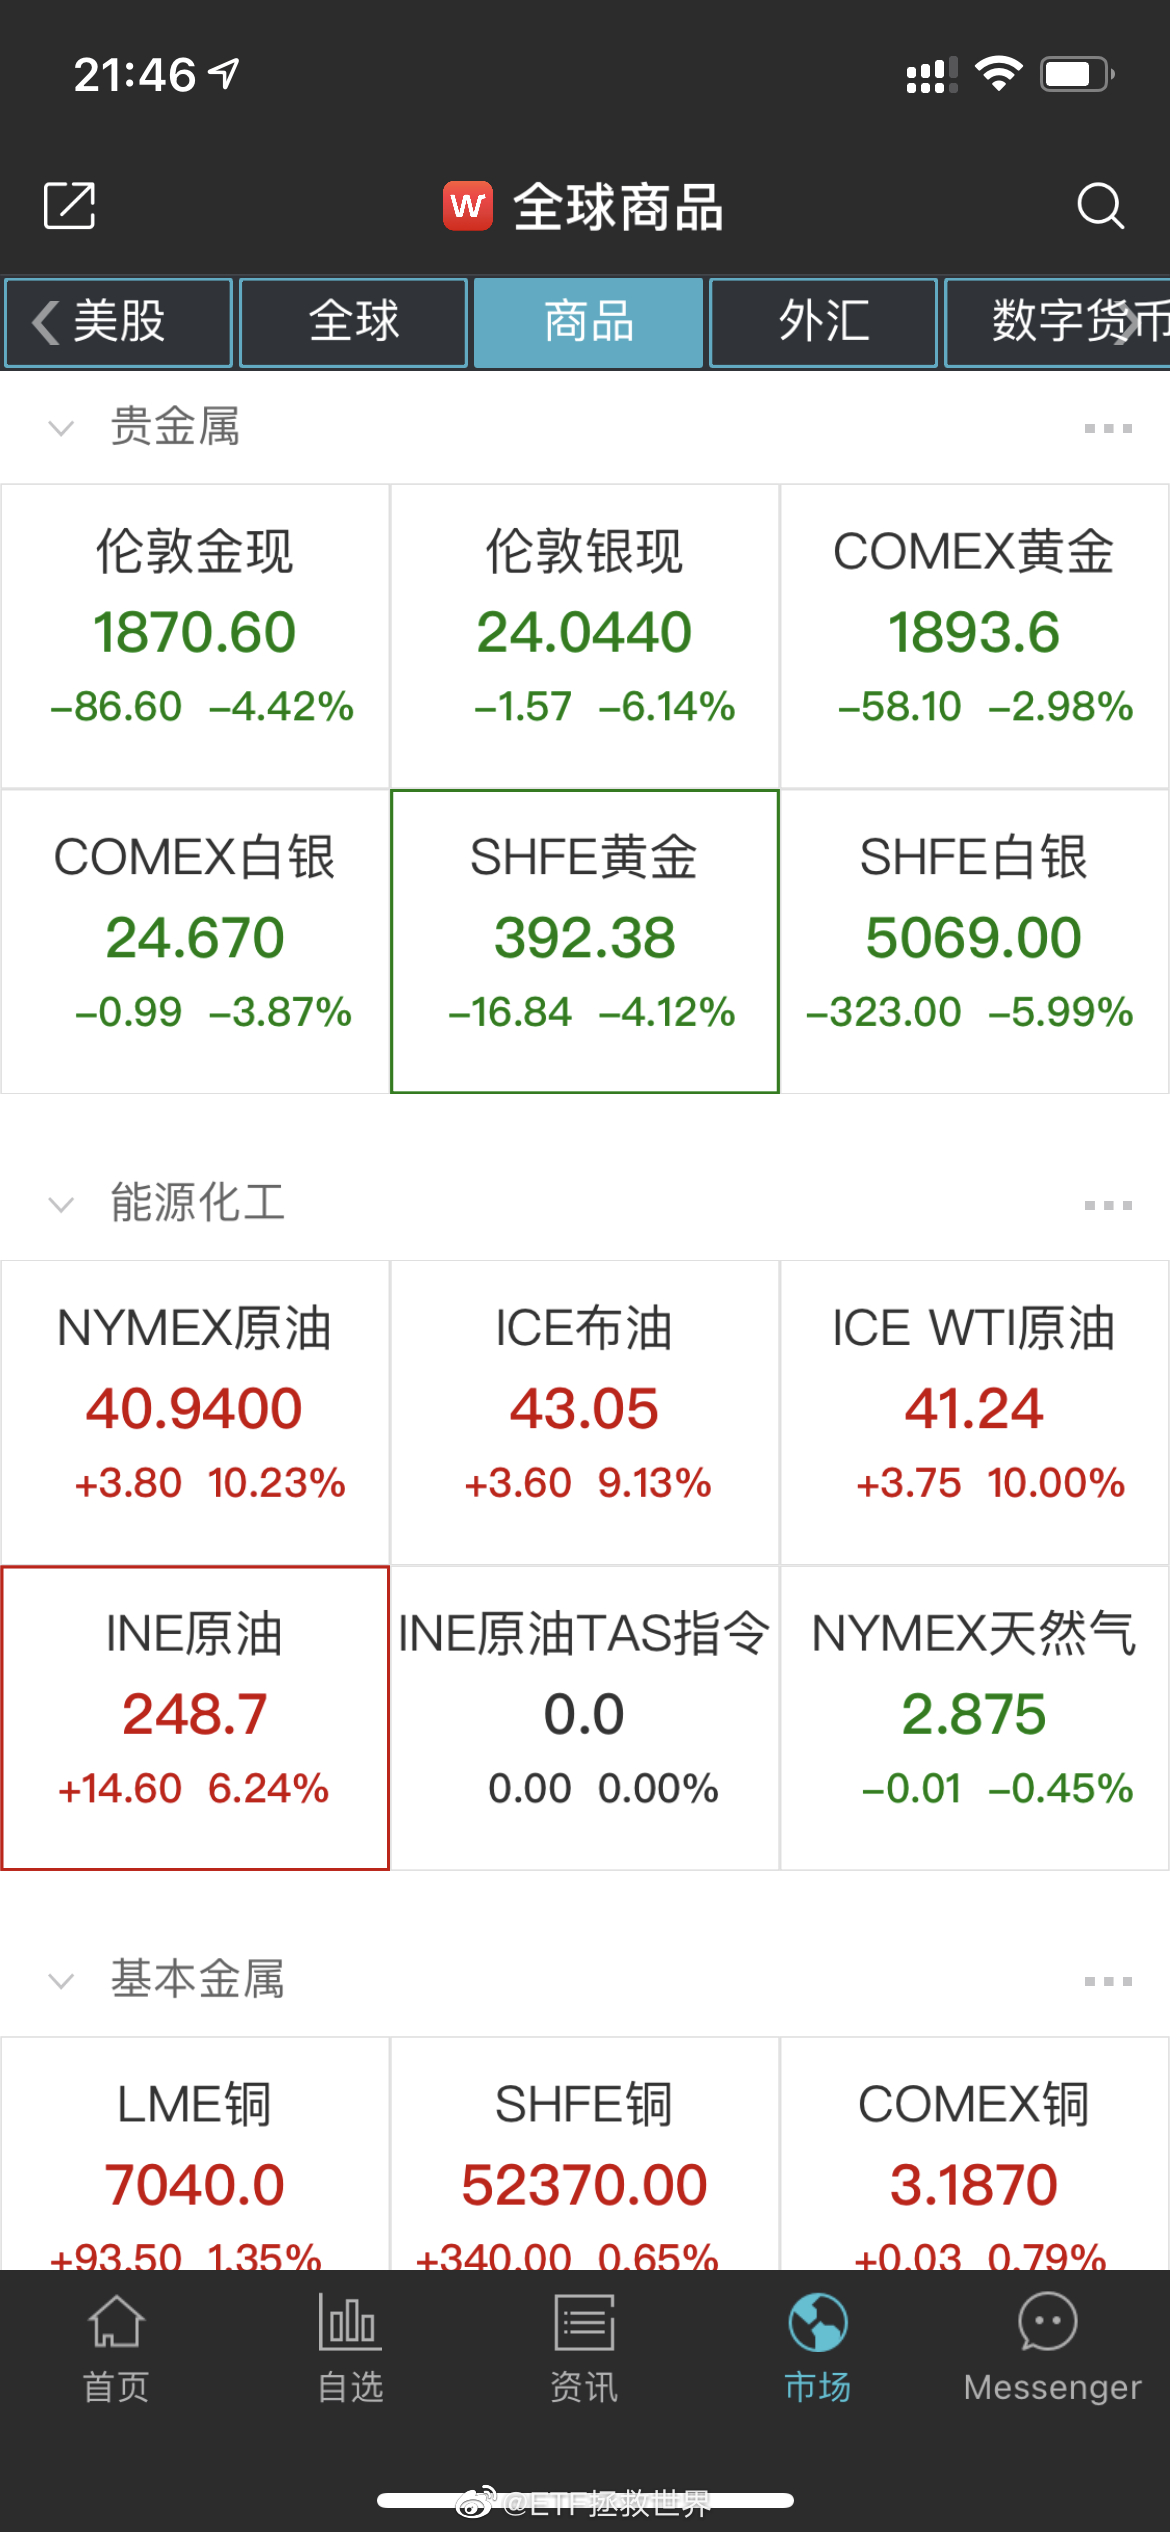 21:46
W 全球商品
美股 全球 商品 外汇 数字货币
贵金属
伦敦金现 伦敦银现 COMEX黄金
1870.60 24.0440 1893.6
-86.60 -4.42% -1.57 -6.14% -58.10 -2.98%
COMEX白银 SHFE黄金 SHFE白银
24.670 392.38 5069.00
-0.99 -3.87% -16.84 -4.12% -323.00 -5.99%
能源化工
NYMEX原油 ICE布油 ICE WTI原油
40.9400 43.05 41.24
+3.80 10.23% +3.60 9.13% +3.75 10.00%
INE原油 INE原油TAS指令 NYMEX天然气
248.7 0.0 2.875
+14.60 6.24% 0.00 0.00% -0.01 -0.45%
基本金属
LME铜 SHFE铜 COMEX铜
7040.0 52370.00 3.1870
+93.50 1.35% +340.00 0.65% +0.03 0.79%
首页 自选 资讯 市场 Messenger
@ETF拯救世界